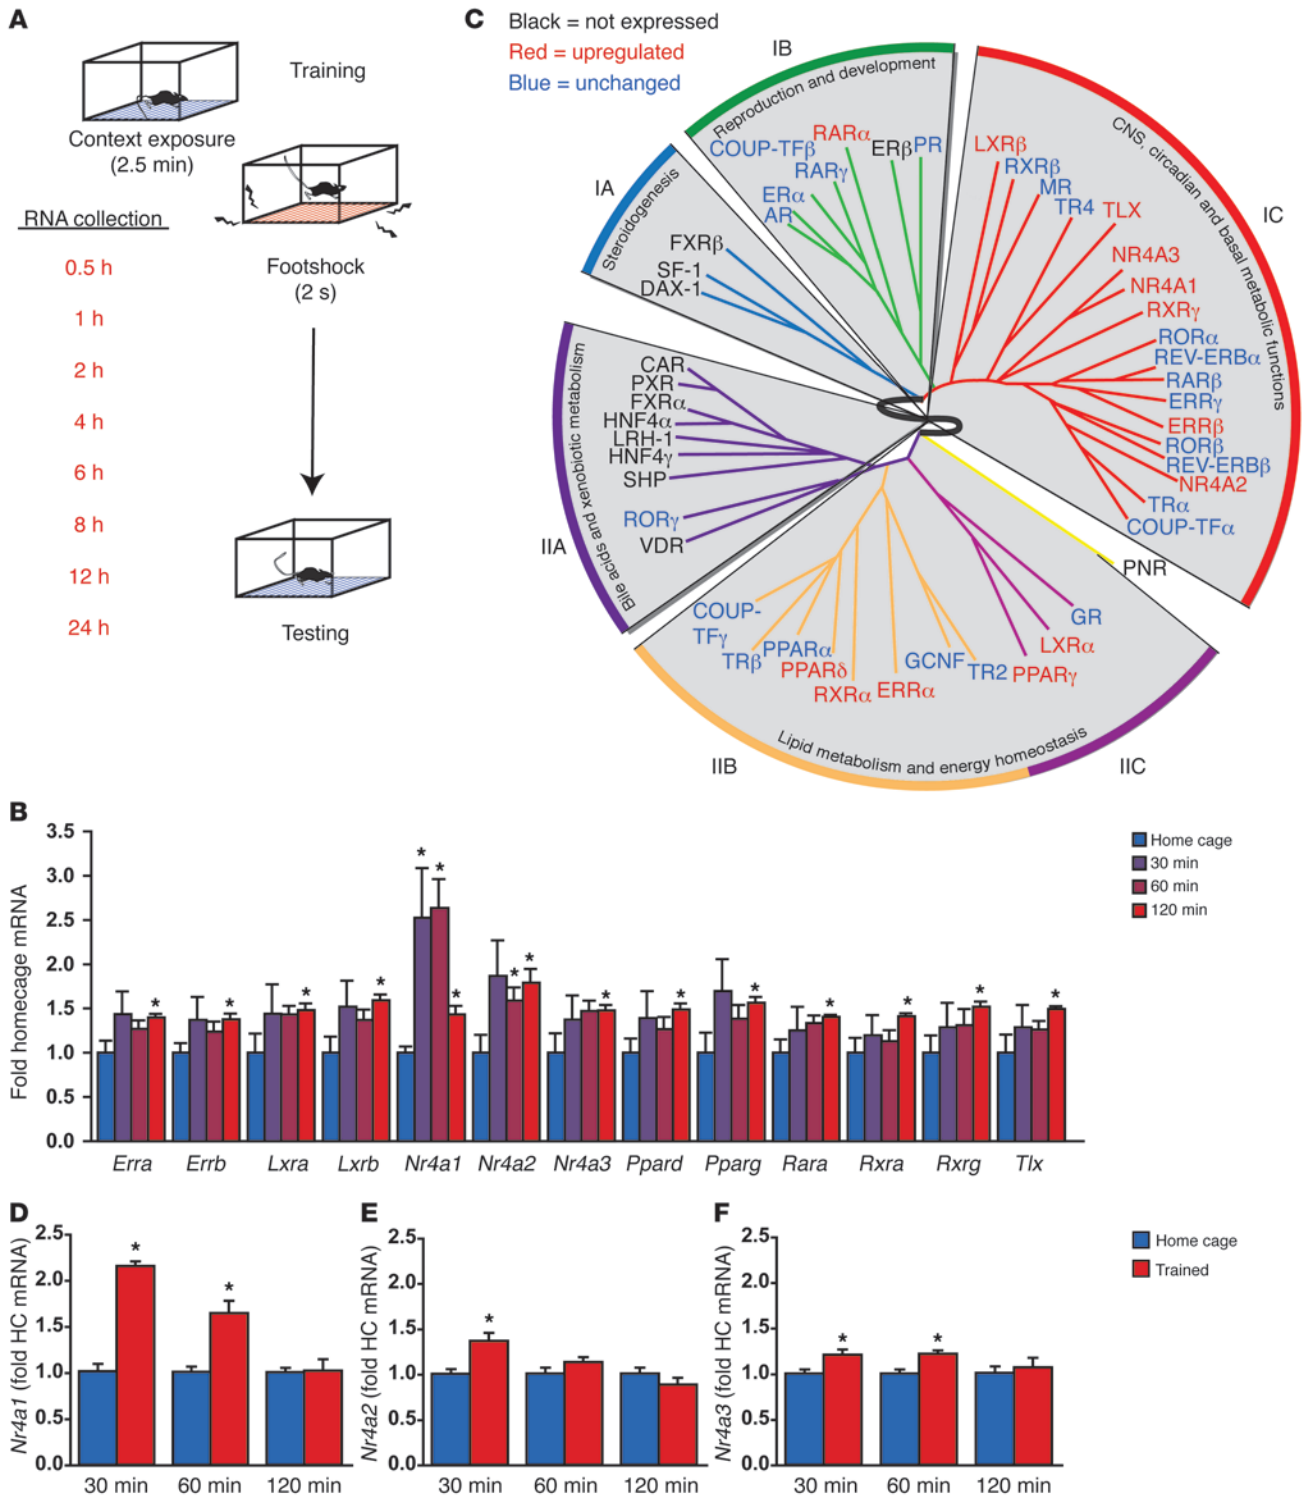 A
Training
Context exposure
(2.5 min)
RNA collection
0.5 h
1 h
2 h
4 h
6 h
8 h
12 h
24 h
Footshock
(2 s)
Testing
C
Black = not expressed
Red = upregulated
Blue = unchanged
IB
Reproduction and development
COUP-TFβ
RARα
ERβ
PR
RARγ
ERα
AR
IA
Steroidogenesis
FXRβ
SF-1
DAX-1
IC
CNS, circadian and basal metabolic functions
LXRβ
RXRβ
MR
TR4
TLX
NR4A3
NR4A1
RXRγ
RORα
REV-ERBα
RARβ
ERRγ
ERRβ
RORβ
REV-ERBβ
NR4A2
TRα
COUP-TFα
PNR
IIA
Bile acids and xenobiotic metabolism
CAR
PXR
FXRα
HNF4α
LRH-1
HNF4γ
SHP
RORγ
VDR
IIB
Lipid metabolism and energy homeostasis
IIC
COUP-
TFγ
TRβ
PPARα
PPARδ
RXRα
ERRα
GCNF
TR2
PPARγ
LXRα
GR
B
Fold homecage mRNA
3.5
3.0
2.5
2.0
1.5
1.0
0.5
0.0
* * * * * * * * * * * * * * * *
Erra Errb Lxra Lxrb Nr4a1 Nr4a2 Nr4a3 Ppard Pparg Rara Rxra Rxrg Tlx
Home cage
30 min
60 min
120 min
D
Nr4a1 (fold HC mRNA)
2.5
2.0
1.5
1.0
0.5
0.0
* *
30 min 60 min 120 min
E
Nr4a2 (fold HC mRNA)
2.5
2.0
1.5
1.0
0.5
0.0
*
30 min 60 min 120 min
F
Nr4a3 (fold HC mRNA)
2.5
2.0
1.5
1.0
0.5
0.0
* *
30 min 60 min 120 min
Home cage
Trained